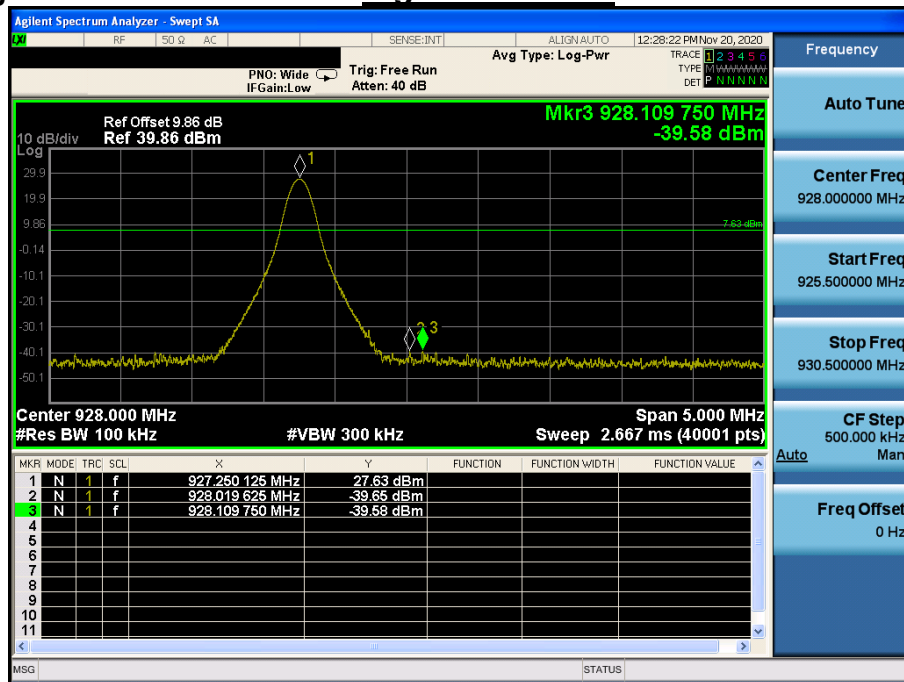 Agilent Spectrum Analyzer - Swept SA
LXI RF 50 Ω AC SENSE:INT ALIGN AUTO 12:28:22 PM Nov 20, 2020
Avg Type: Log-Pwr TRACE 1 2 3 4 5 6
PNO: Wide Trig: Free Run TYPE M WWWWW
IFGain:Low Atten: 40 dB DET P N N N N N
Frequency
Auto Tune
Mkr3 928.109 750 MHz
-39.58 dBm
Ref Offset 9.86 dB
10 dB/div Ref 39.86 dBm
Log
1
29.9
19.9
9.86
7.63 dBm
-0.14
-10.1
-20.1
-30.1
2 3
-40.1
-50.1
Center 928.000 MHz Span 5.000 MHz
#Res BW 100 kHz #VBW 300 kHz Sweep 2.667 ms (40001 pts)
Center Freq
928.000000 MHz
Start Freq
925.500000 MHz
Stop Freq
930.500000 MHz
CF Step
500.000 kHz
Auto Man
Freq Offset
0 Hz
MKR MODE TRC SCL X Y FUNCTION FUNCTION WIDTH FUNCTION VALUE
1 N 1 f 927.250 125 MHz 27.63 dBm
2 N 1 f 928.019 625 MHz -39.65 dBm
3 N 1 f 928.109 750 MHz -39.58 dBm
4
5
6
7
8
9
10
11
MSG STATUS